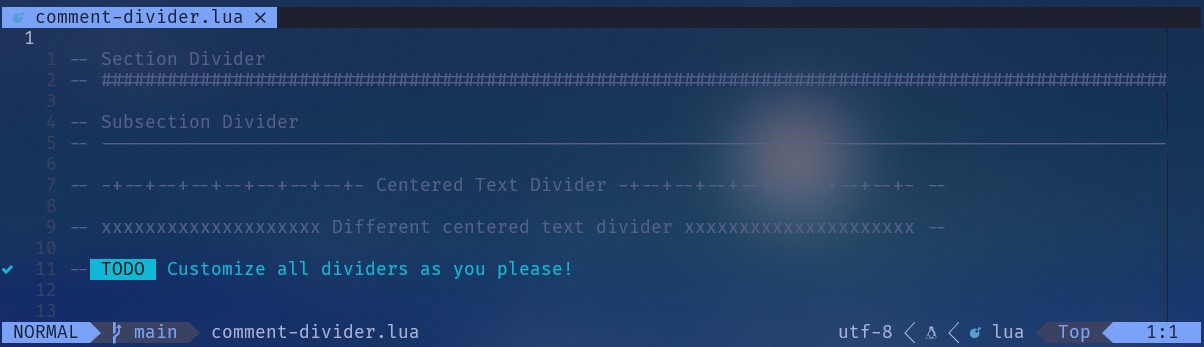 comment-divider.lua ×
1
1 -- Section Divider
2 -- #################################################################################################
3
4 -- Subsection Divider
5 -- -------------------------------------------------------------------------------------------------
6
7 -- -+--+--+--+--+--+--+--+- Centered Text Divider -+--+--+--+--+--+--+--+--+- --
8
9 -- xxxxxxxxxxxxxxxxxxxx Different centered text divider xxxxxxxxxxxxxxxxxxxxx --
10
11 -- TODO Customize all dividers as you please!
12
13
NORMAL main comment-divider.lua utf-8 lua Top 1:1